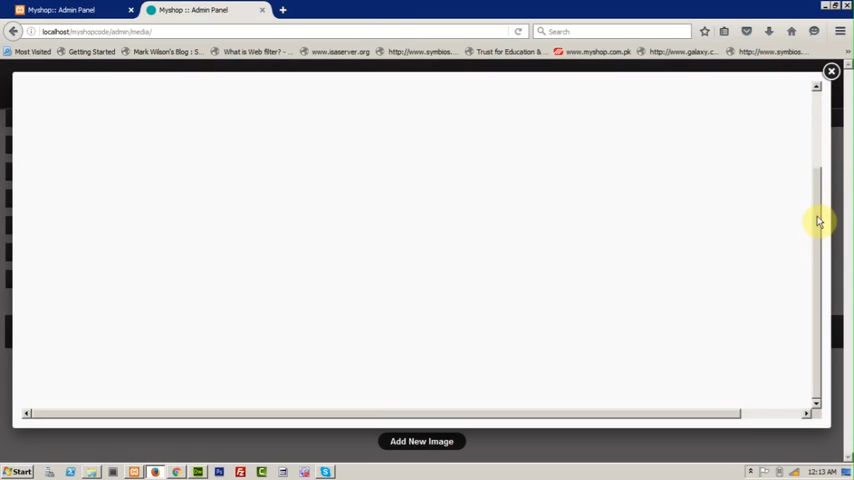 Myshop:: Admin Panel
Myshop :: Admin Panel
localhost/myshopcode/admin/media/
Search
Most Visited
Getting Started
Mark Wilson's Blog : S...
What is Web filter? - ...
www.isaserver.org
http://www.symbios....
Trust for Education & ...
www.myshop.com.pk
http://www.galaxy.c...
http://www.symbios....
Add New Image
Start
12:13 AM